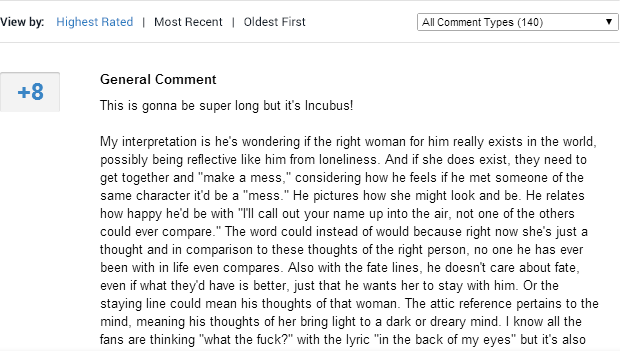 View by: Highest Rated | Most Recent | Oldest First All Comment Types (140) ▼
+8 General Comment
This is gonna be super long but it's Incubus!
My interpretation is he's wondering if the right woman for him really exists in the world,
possibly being reflective like him from loneliness. And if she does exist, they need to
get together and "make a mess," considering how he feels if he met someone of the
same character it'd be a "mess." He pictures how she might look and be. He relates
how happy he'd be with "I'll call out your name up into the air, not one of the others
could ever compare." The word could instead of would because right now she's just a
thought and in comparison to these thoughts of the right person, no one he has ever
been with in life even compares. Also with the fate lines, he doesn't care about fate,
even if what they'd have is better, just that he wants her to stay with him. Or the
staying line could mean his thoughts of that woman. The attic reference pertains to the
mind, meaning his thoughts of her bring light to a dark or dreary mind. I know all the
fans are thinking "what the fuck?" with the lyric "in the back of my eyes" but it's also